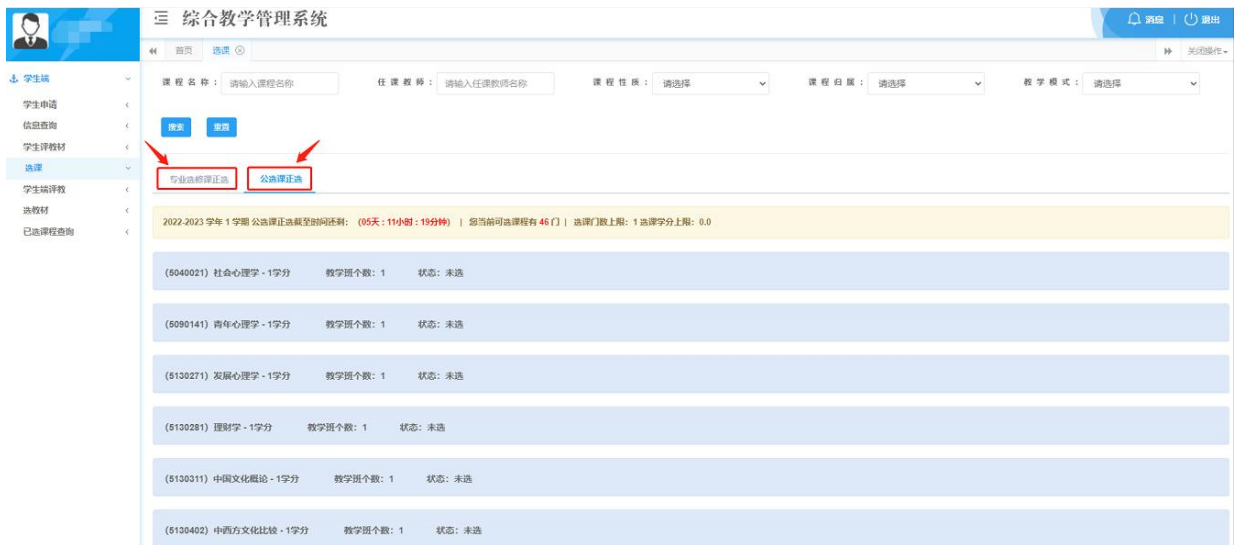 综合教学管理系统
消息 | 退出
首页 选课
关闭操作
学生端
学生申请
信息查询
学生评教材
选课
学生端评教
选教材
已选课程查询
课程名称: 请输入课程名称 任课教师: 请输入任课教师名称 课程性质: 请选择 课程归属: 请选择 教学模式: 请选择
搜索 重置
专业选修课正选 公选课正选
2022-2023 学年 1 学期 公选课正选截至时间还剩: (05天:11小时:19分钟) | 您当前可选课程有 46 门 | 选课门数上限: 1 选课学分上限: 0.0
(5040021) 社会心理学 - 1学分 教学班个数: 1 状态: 未选
(5090141) 青年心理学 - 1学分 教学班个数: 1 状态: 未选
(5130271) 发展心理学 - 1学分 教学班个数: 1 状态: 未选
(5130281) 理财学 - 1学分 教学班个数: 1 状态: 未选
(5130311) 中国文化概论 - 1学分 教学班个数: 1 状态: 未选
(5130402) 中西方文化比较 - 1学分 教学班个数: 1 状态: 未选